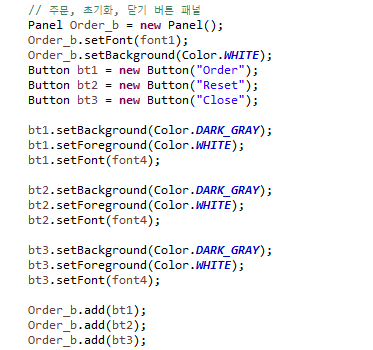 // 주문, 초기화, 닫기 버튼 패널
Panel Order_b = new Panel();
Order_b.setFont(font1);
Order_b.setBackground(Color.WHITE);
Button bt1 = new Button("Order");
Button bt2 = new Button("Reset");
Button bt3 = new Button("Close");
bt1.setBackground(Color.DARK_GRAY);
bt1.setForeground(Color.WHITE);
bt1.setFont(font4);
bt2.setBackground(Color.DARK_GRAY);
bt2.setForeground(Color.WHITE);
bt2.setFont(font4);
bt3.setBackground(Color.DARK_GRAY);
bt3.setForeground(Color.WHITE);
bt3.setFont(font4);
Order_b.add(bt1);
Order_b.add(bt2);
Order_b.add(bt3);